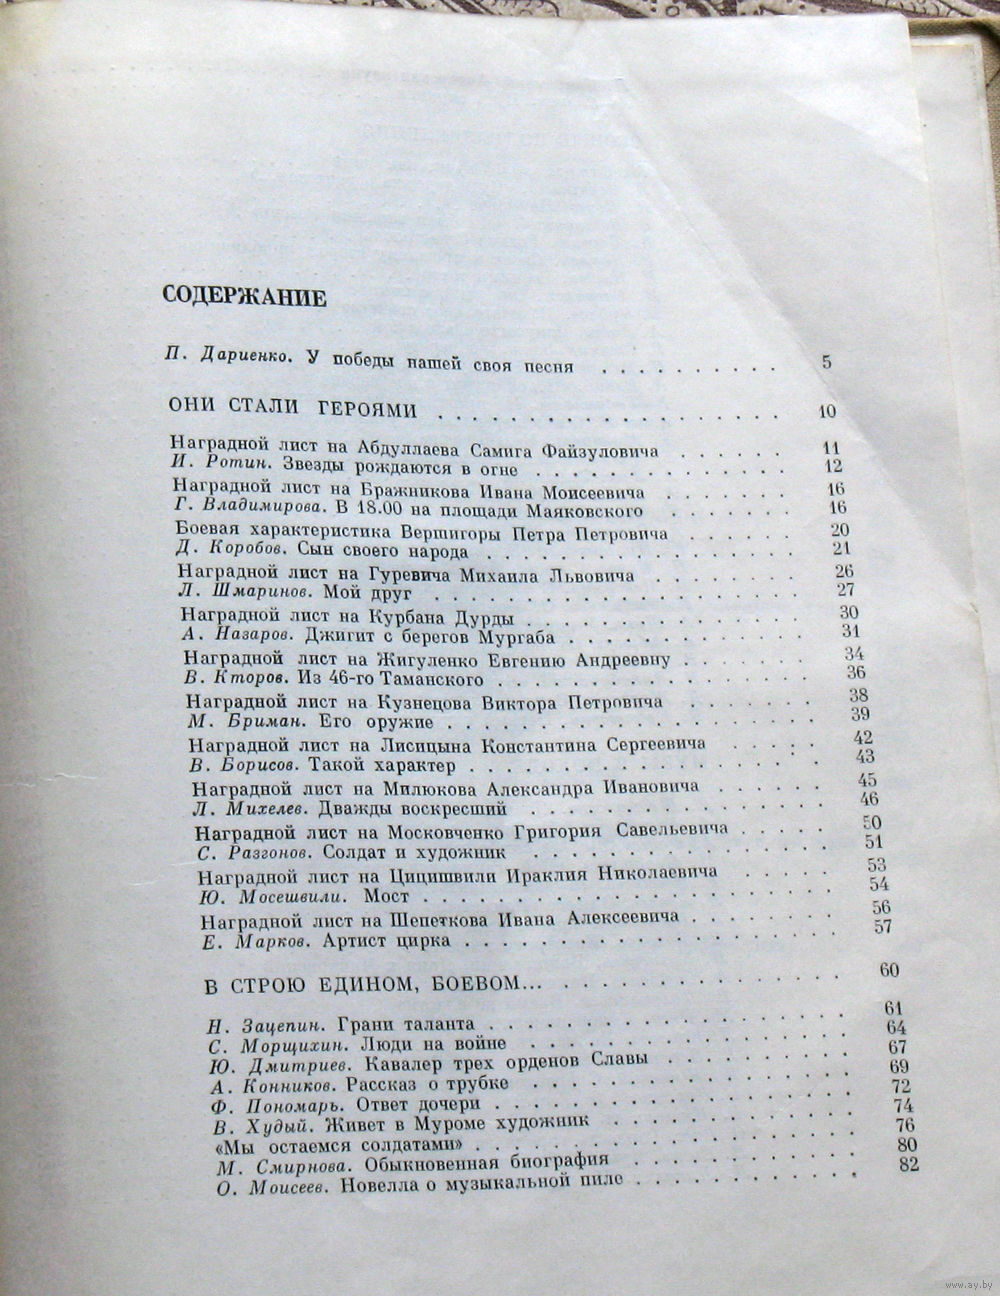 СОДЕРЖАНИЕ
П. Дариенко. У победы нашей своя песня . . . . . . . . . 5
ОНИ СТАЛИ ГЕРОЯМИ . . . . . . . . . . . . . . . . 10
Наградной лист на Абдуллаева Самига Файзуловича . . . . . . 11
И. Ротин. Звезды рождаются в огне . . . . . . . . . . . . . 12
Наградной лист на Бражникова Ивана Моисеевича . . . . . . . 16
Г. Владимирова. В 18.00 на площади Маяковского . . . . . . . 16
Боевая характеристика Вершигоры Петра Петровича . . . . . . 20
Д. Коробов. Сын своего народа . . . . . . . . . . . . . . . 21
Наградной лист на Гуревича Михаила Львовича . . . . . . . . 26
Л. Шмаринов. Мой друг . . . . . . . . . . . . . . . . . . 27
Наградной лист на Курбана Дурды . . . . . . . . . . . . . . 30
А. Назаров. Джигит с берегов Мургаба . . . . . . . . . . . . 31
Наградной лист на Жигуленко Евгению Андреевну . . . . . . . 34
В. Кторов. Из 46-го Таманского . . . . . . . . . . . . . . . 36
Наградной лист на Кузнецова Виктора Петровича . . . . . . . 38
М. Бриман. Его оружие . . . . . . . . . . . . . . . . . . 39
Наградной лист на Лисицына Константина Сергеевича . . . . . 42
В. Борисов. Такой характер . . . . . . . . . . . . . . . . . 43
Наградной лист на Милюкова Александра Ивановича . . . . . . 45
Л. Михелев. Дважды воскресший . . . . . . . . . . . . . . 46
Наградной лист на Московченко Григория Савельевича . . . . . 50
С. Разгонов. Солдат и художник . . . . . . . . . . . . . . 51
Наградной лист на Цицишвили Ираклия Николаевича . . . . . 53
Ю. Мосешвили. Мост . . . . . . . . . . . . . . . . . . . . 54
Наградной лист на Шепеткова Ивана Алексеевича . . . . . . . 56
Е. Марков. Артист цирка . . . . . . . . . . . . . . . . . . 57
В СТРОЮ ЕДИНОМ, БОЕВОМ... . . . . . . . . . . . . . 60
Н. Зацепин. Грани таланта . . . . . . . . . . . . . . . . . 61
С. Морщихин. Люди на войне . . . . . . . . . . . . . . . 64
Ю. Дмитриев. Кавалер трех орденов Славы . . . . . . . . . . 67
А. Конников. Рассказ о трубке . . . . . . . . . . . . . . . 69
Ф. Пономарь. Ответ дочери . . . . . . . . . . . . . . . . . 72
В. Худый. Живет в Муроме художник . . . . . . . . . . . . 74
«Мы остаемся солдатами» . . . . . . . . . . . . . . . . . . 76
М. Смирнова. Обыкновенная биография . . . . . . . . . . . 80
О. Моисеев. Новелла о музыкальной пиле . . . . . . . . . . . 82
www.ay.by